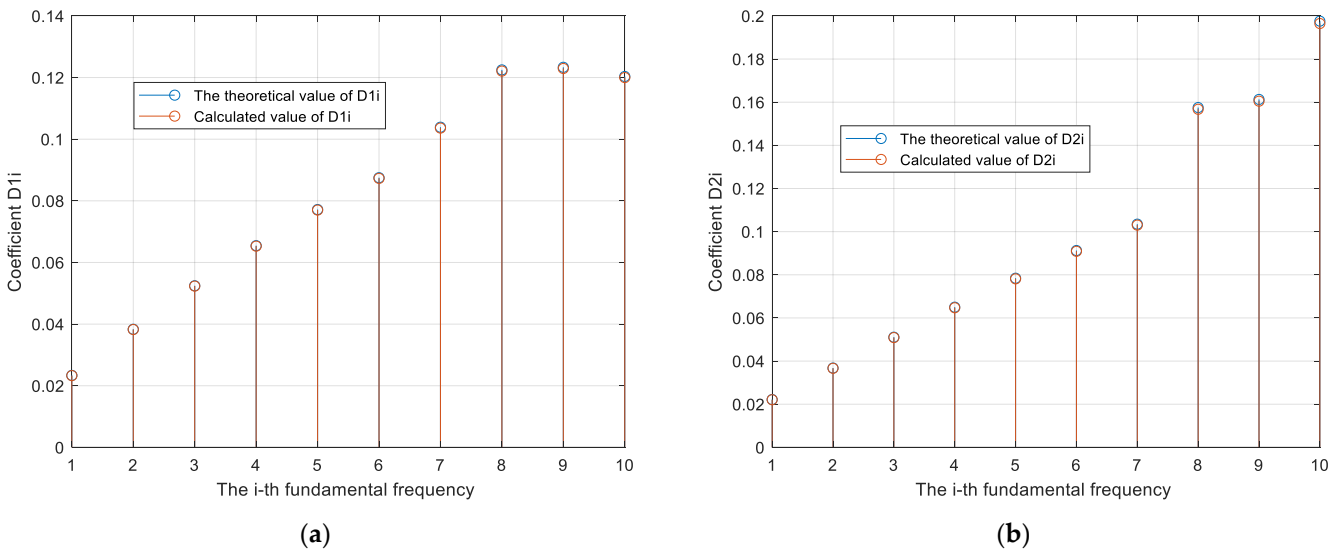 0.14
0.12
0.1
0.08
0.06
0.04
0.02
0
Coefficient D1i
The theoretical value of D1i
Calculated value of D1i
1 2 3 4 5 6 7 8 9 10
The i-th fundamental frequency
(a)
0.2
0.18
0.16
0.14
0.12
0.1
0.08
0.06
0.04
0.02
0
Coefficient D2i
The theoretical value of D2i
Calculated value of D2i
1 2 3 4 5 6 7 8 9 10
The i-th fundamental frequency
(b)